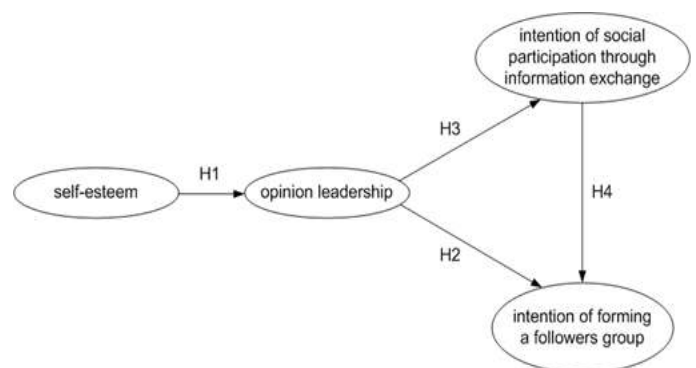 intention of social
participation through
information exchange
H3
H1
self-esteem
opinion leadership
H4
H2
intention of forming
a followers group